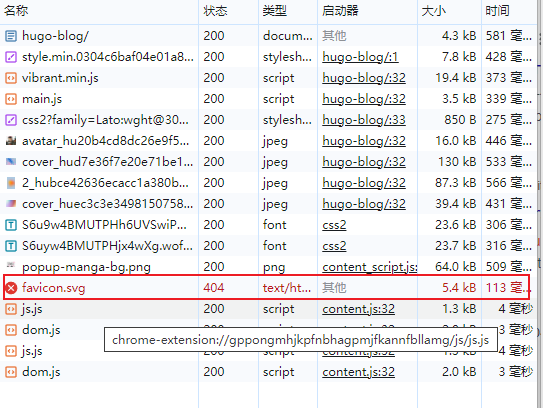 名称 状态 类型 启动器 大小 时间
hugo-blog/ 200 docum... 其他 4.3 kB 581 毫...
style.min.0304c6baf04e01a8... 200 stylesh... hugo-blog/:1 7.8 kB 428 毫...
vibrant.min.js 200 script hugo-blog/:32 19.4 kB 373 毫...
main.js 200 script hugo-blog/:32 3.5 kB 339 毫...
css2?family=Lato:wght@30... 200 stylesh... hugo-blog/:33 850 B 275 毫...
avatar_hu20b4cd8dc26e9f5... 200 jpeg hugo-blog/:32 16.0 kB 446 毫...
cover_hud7e36f7e20e71be1... 200 jpeg hugo-blog/:32 130 kB 533 毫...
2_hubce42636ecacc1a380b... 200 jpeg hugo-blog/:32 87.3 kB 566 毫...
cover_huec3c3e3498150758... 200 jpeg hugo-blog/:32 39.4 kB 431 毫...
S6u9w4BMUTPHh6UVSwiP... 200 font css2 23.6 kB 306 毫...
S6uyw4BMUTPHjx4wXg.wof... 200 font css2 23.7 kB 316 毫...
popup-manga-bg.png 200 png content_script.js: 64.0 kB 509 毫...
favicon.svg 404 text/ht... 其他 5.4 kB 113 毫...
js.js 200 script content.js:32 1.3 kB 4 毫秒
dom.js 200 script
chrome-extension://gppongmhjkpfnbhagpmjfkannfbllamg/js/js.js
js.js 200 script content.js:32 1.3 kB 4 毫秒
dom.js 200 script content.js:32 2.0 kB 3 毫秒